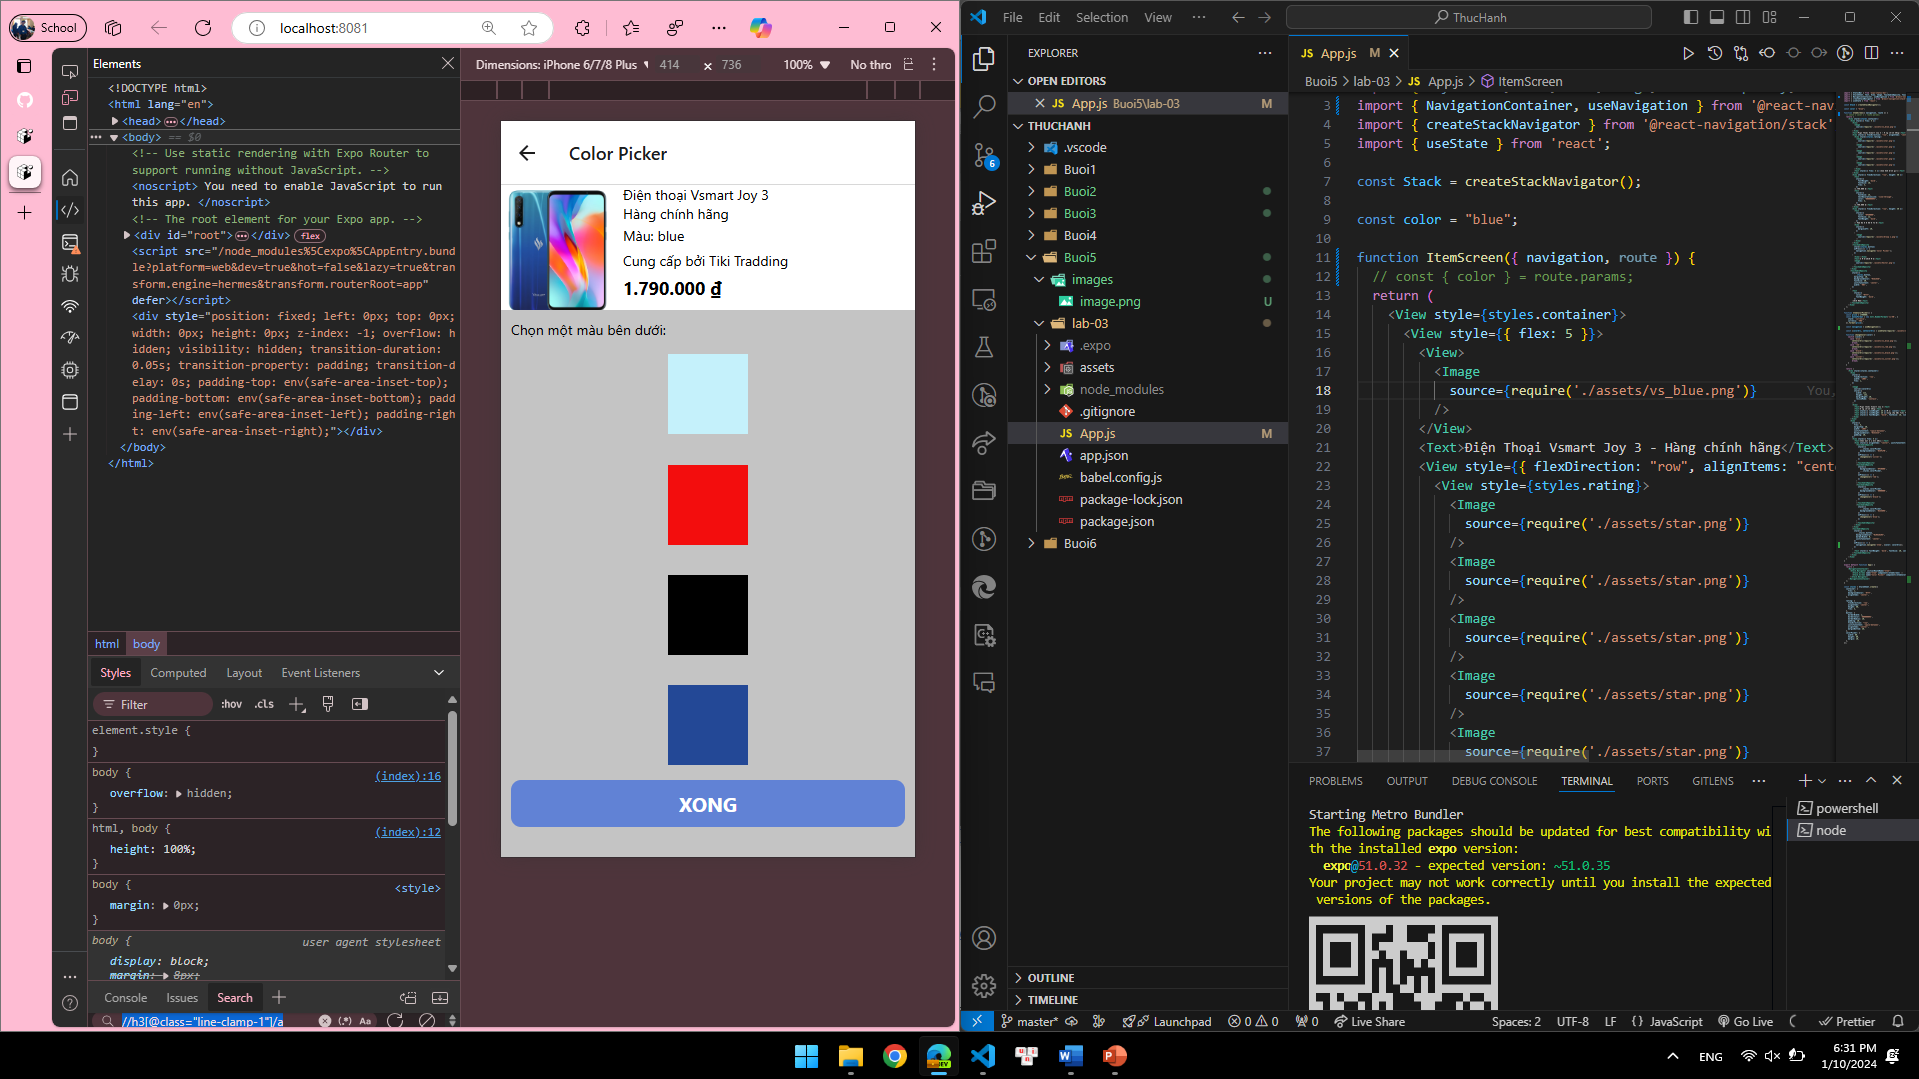 School
localhost:8081
Elements
<!DOCTYPE html>
<html lang="en">
<head> </head>
<body> == $0
<!-- Use static rendering with Expo Router to
support running without JavaScript. -->
<noscript> You need to enable JavaScript to run
this app. </noscript>
<!-- The root element for your Expo app. -->
<div id="root"> </div> flex
<script src="/node_modules%5Cexpo%5CAppEntry.bund
le?platform=web&dev=true&hot=false&lazy=true&tran
sform.engine=hermes&transform.routerRoot=app"
defer></script>
<div style="position: fixed; left: 0px; top: 0px;
width: 0px; height: 0px; z-index: -1; overflow: h
idden; visibility: hidden; transition-duration:
0.05s; transition-property: padding; transition-d
elay: 0s; padding-top: env(safe-area-inset-top);
padding-bottom: env(safe-area-inset-bottom); padd
ing-left: env(safe-area-inset-left); padding-righ
t: env(safe-area-inset-right);"></div>
</body>
</html>
html body
Styles Computed Layout Event Listeners
Filter :hov .cls
element.style {
}
body { (index):16
overflow: hidden;
}
html, body { (index):12
height: 100%;
}
body { <style>
margin: 0px;
}
body { user agent stylesheet
display: block;
margin: 8px;
Console Issues Search
//h3[@class="line-clamp-1"]/a
(.*) Aa
Dimensions: iPhone 6/7/8 Plus 414 × 736 100% No thro
Color Picker
Điện thoại Vsmart Joy 3
Hàng chính hãng
Màu: blue
Cung cấp bởi Tiki Tradding
1.790.000 ₫
Chọn một màu bên dưới:
XONG
File Edit Selection View ···
ThucHanh
EXPLORER
OPEN EDITORS
App.js Buoi5\lab-03 M
THUCHANH
.vscode
Buoi1
Buoi2
Buoi3
Buoi4
Buoi5
images
image.png U
lab-03
.expo
assets
node_modules
.gitignore
App.js M
app.json
babel.config.js
package-lock.json
package.json
Buoi6
OUTLINE
TIMELINE
6
App.js M
Buoi5 > lab-03 > App.js > ItemScreen
3 import { NavigationContainer, useNavigation } from '@react-nav
4 import { createStackNavigator } from '@react-navigation/stack'
5 import { useState } from 'react';
6
7 const Stack = createStackNavigator();
8
9 const color = "blue";
10
11 function ItemScreen({ navigation, route }) {
12 // const { color } = route.params;
13 return (
14 <View style={styles.container}>
15 <View style={{ flex: 5 }}>
16 <View>
17 <Image
18 source={require('./assets/vs_blue.png')} You,
19 />
20 </View>
21 <Text>Điện Thoại Vsmart Joy 3 - Hàng chính hãng</Text>
22 <View style={{ flexDirection: "row", alignItems: "cente
23 <View style={styles.rating}>
24 <Image
25 source={require('./assets/star.png')}
26 />
27 <Image
28 source={require('./assets/star.png')}
29 />
30 <Image
31 source={require('./assets/star.png')}
32 />
33 <Image
34 source={require('./assets/star.png')}
35 />
36 <Image
37 source={require('./assets/star.png')}
PROBLEMS OUTPUT DEBUG CONSOLE TERMINAL PORTS GITLENS ···
Starting Metro Bundler
The following packages should be updated for best compatibility wi
th the installed expo version:
expo@51.0.32 - expected version: ~51.0.35
Your project may not work correctly until you install the expected
versions of the packages.
powershell
node
master* Launchpad 0 0 0 Live Share Spaces: 2 UTF-8 LF {} JavaScript Go Live Prettier
ENG
6:31 PM
1/10/2024